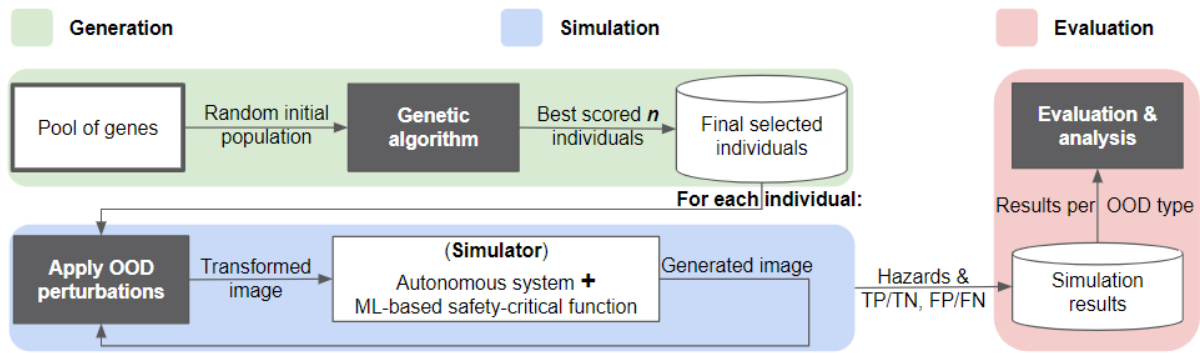 Generation
Simulation
Evaluation
Pool of genes
Random initial
population
Genetic
algorithm
Best scored n
individuals
Final selected
individuals
Evaluation &
analysis
For each individual:
Results per OOD type
Apply OOD
perturbations
Transformed
image
(Simulator)
Autonomous system +
ML-based safety-critical function
Generated image
Hazards &
TP/TN, FP/FN
Simulation
results